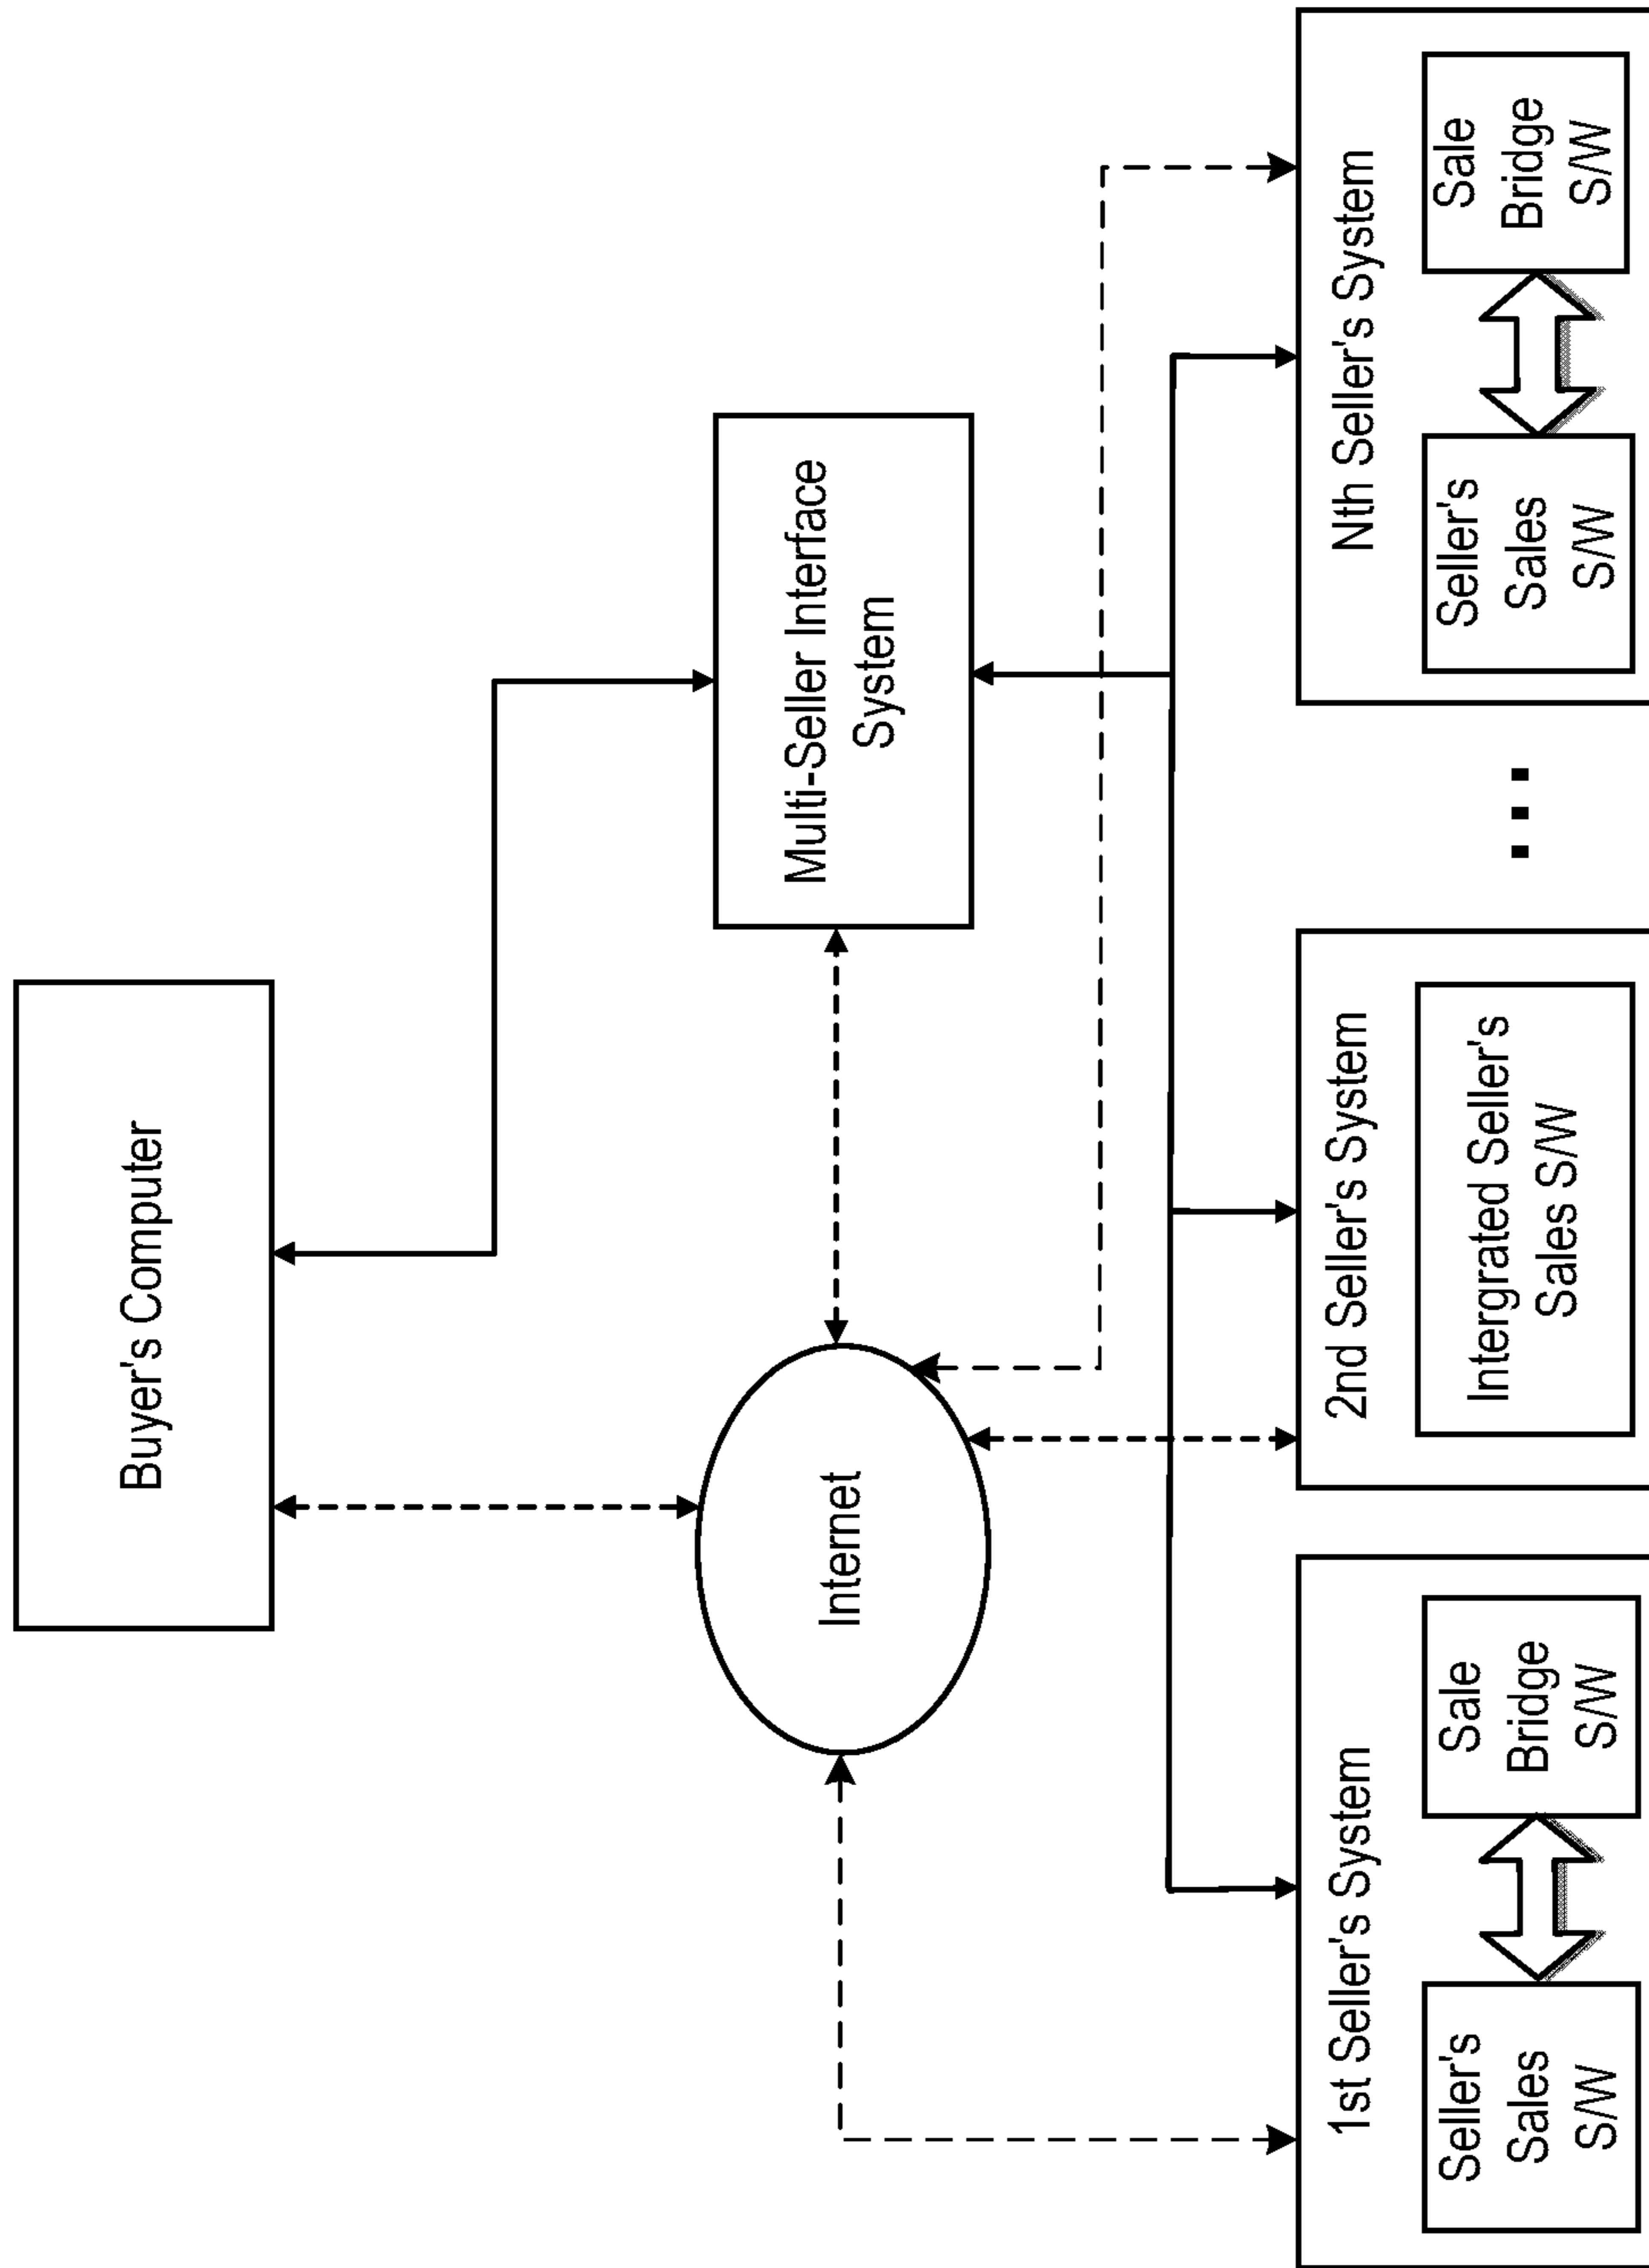 Buyer's Computer
Internet
Multi-Seller Interface
System
1st Seller's System
Seller's
Sales
S/W
Sale
Bridge
S/W
2nd Seller's System
Intergrated Seller's
Sales S/W
...
Nth Seller's System
Seller's
Sales
S/W
Sale
Bridge
S/W